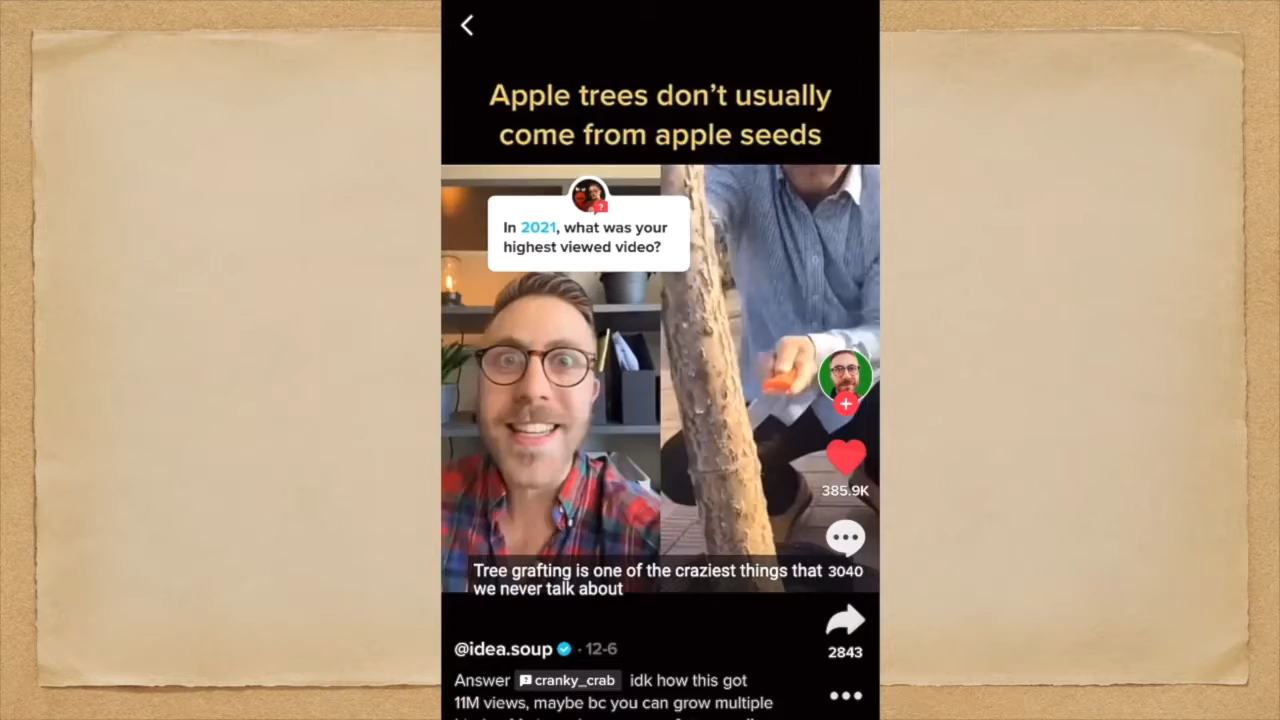 Apple trees don't usually
come from apple seeds
In 2021, what was your
highest viewed video?
385.9K
Tree grafting is one of the craziest things that
we never talk about
3040
@idea.soup · 12-6
2843
Answer cranky_crab idk how this got
11M views, maybe bc you can grow multiple